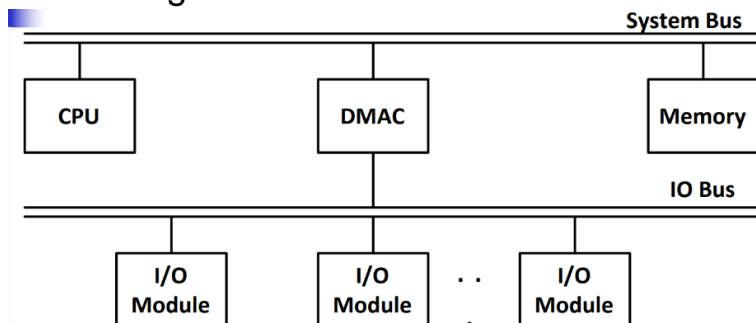 System Bus
CPU
DMAC
Memory
IO Bus
I/O
Module
I/O
Module
. .
I/O
Module